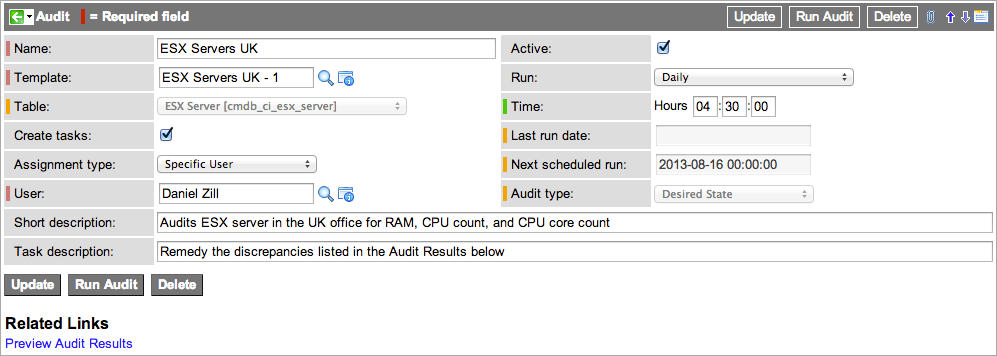 Audit = Required field Update Run Audit Delete
Name: ESX Servers UK Active:
Template: ESX Servers UK - 1 Run: Daily
Table: ESX Server [cmdb_ci_esx_server] Time: Hours 04 : 30 : 00
Create tasks: Last run date:
Assignment type: Specific User Next scheduled run: 2013-08-16 00:00:00
User: Daniel Zill Audit type: Desired State
Short description: Audits ESX server in the UK office for RAM, CPU count, and CPU core count
Task description: Remedy the discrepancies listed in the Audit Results below
Update Run Audit Delete
Related Links
Preview Audit Results